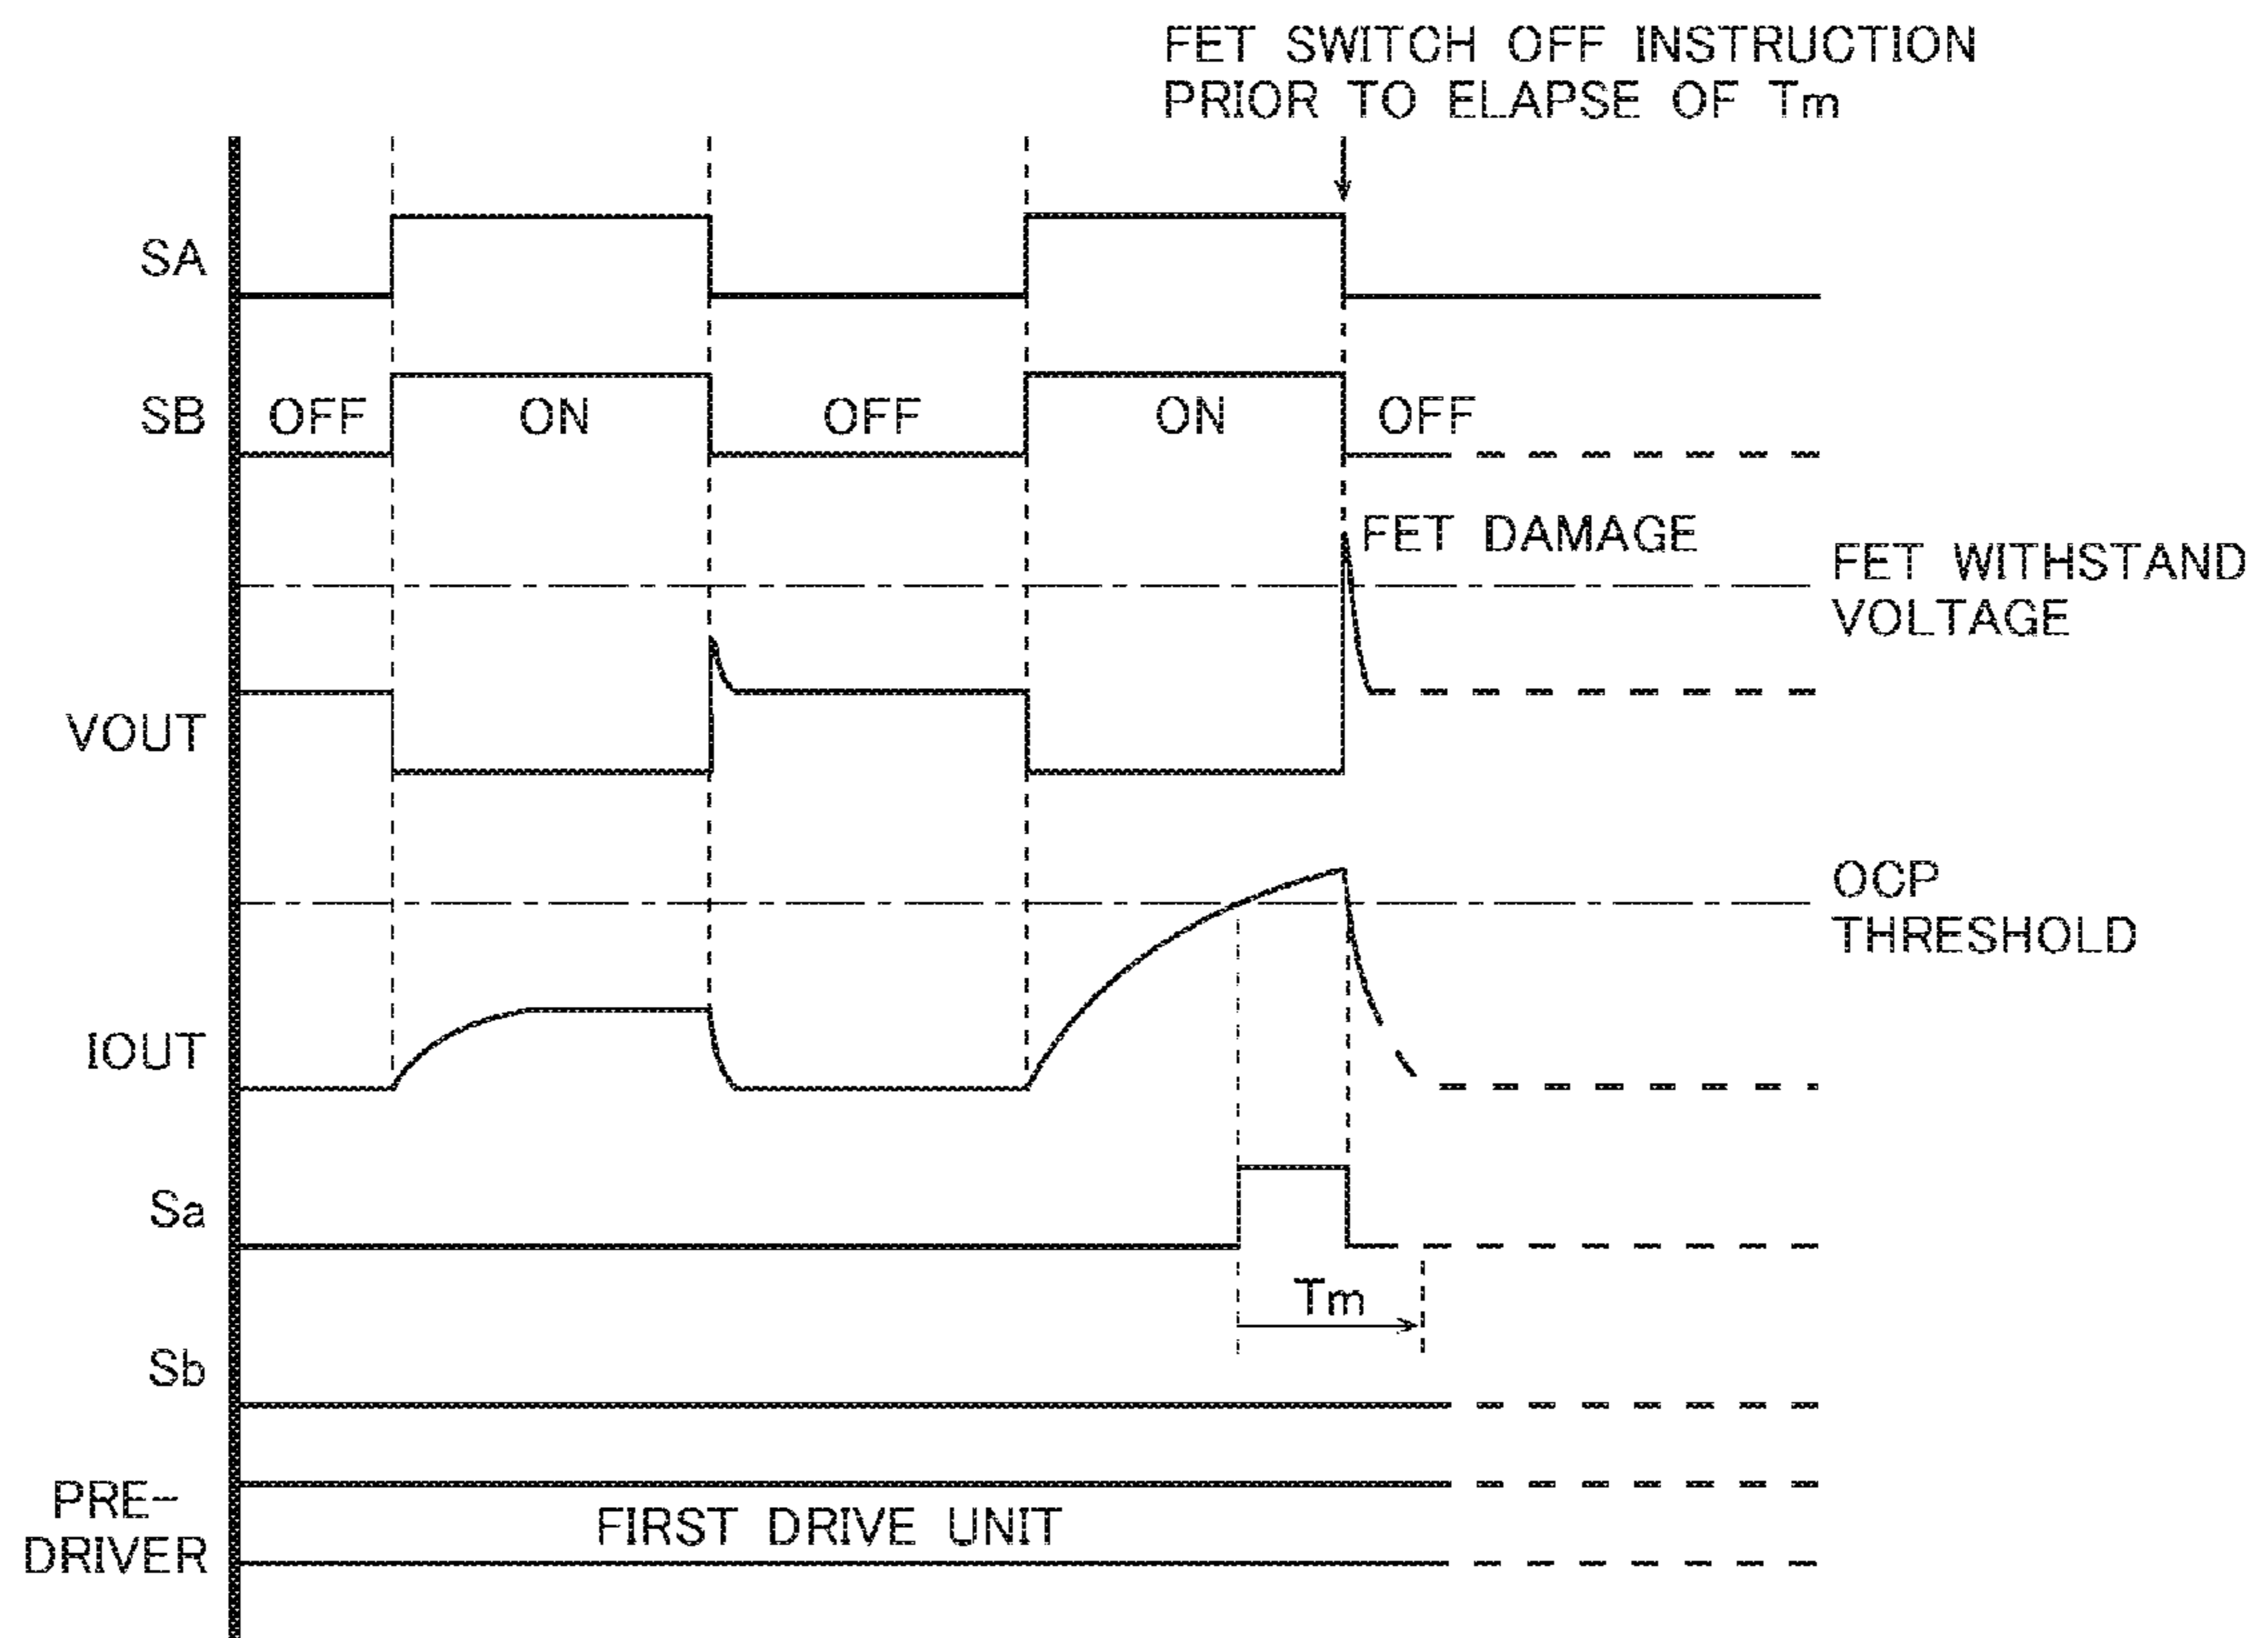 FET SWITCH OFF INSTRUCTION
PRIOR TO ELAPSE OF Tm
SA
SB
OFF
ON
OFF
ON
OFF
FET DAMAGE
FET WITHSTAND
VOLTAGE
VOUT
OCP
THRESHOLD
IOUT
Sa
Tm
Sb
PRE-
DRIVER
FIRST DRIVE UNIT